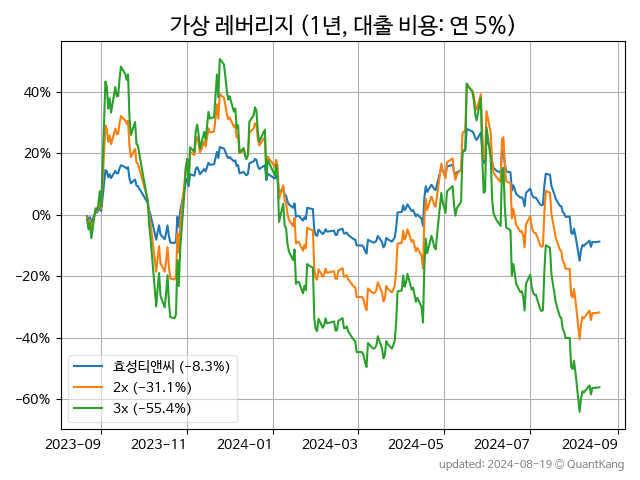 가상 레버리지 (1년, 대출 비용: 연 5%)
40%
20%
0%
−20%
−40%
−60%
효성티앤씨 (−8.3%)
2x (−31.1%)
3x (−55.4%)
2023-09
2023-11
2024-01
2024-03
2024-05
2024-07
2024-09
updated: 2024-08-19 © QuantKang